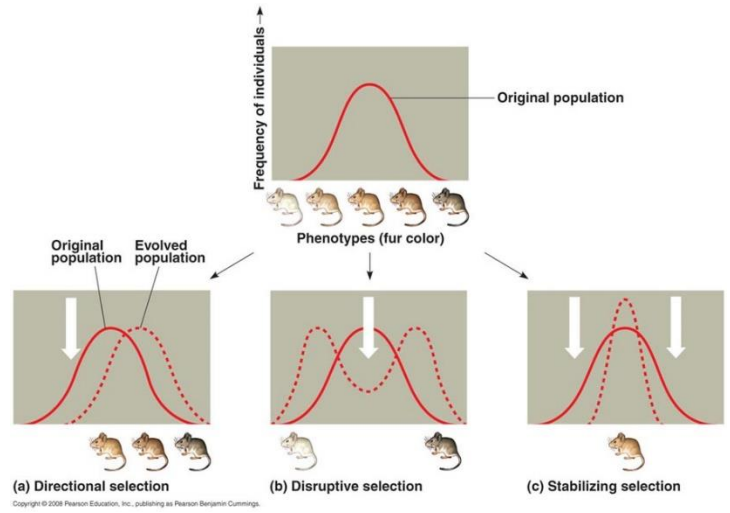 Frequency of individuals
Original population
Phenotypes (fur color)
Original
population
Evolved
population
(a) Directional selection
(b) Disruptive selection
(c) Stabilizing selection
Copyright © 2008 Pearson Education, Inc., publishing as Pearson Benjamin Cummings.